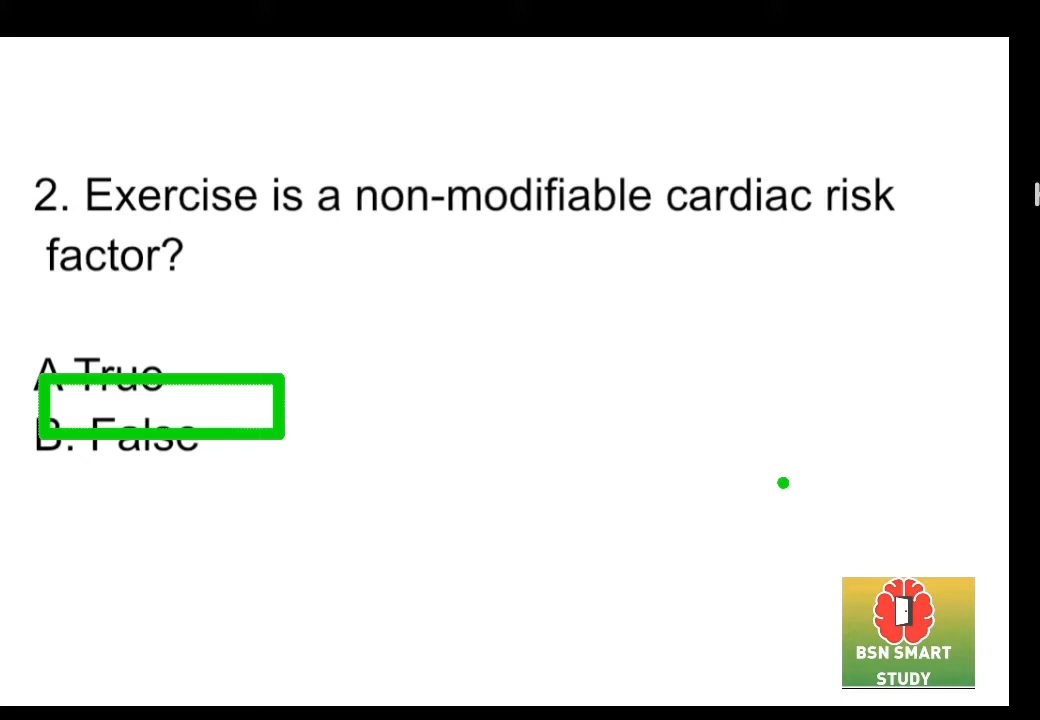 2. Exercise is a non-modifiable cardiac risk
factor?
A True
B. False
BSN SMART
STUDY